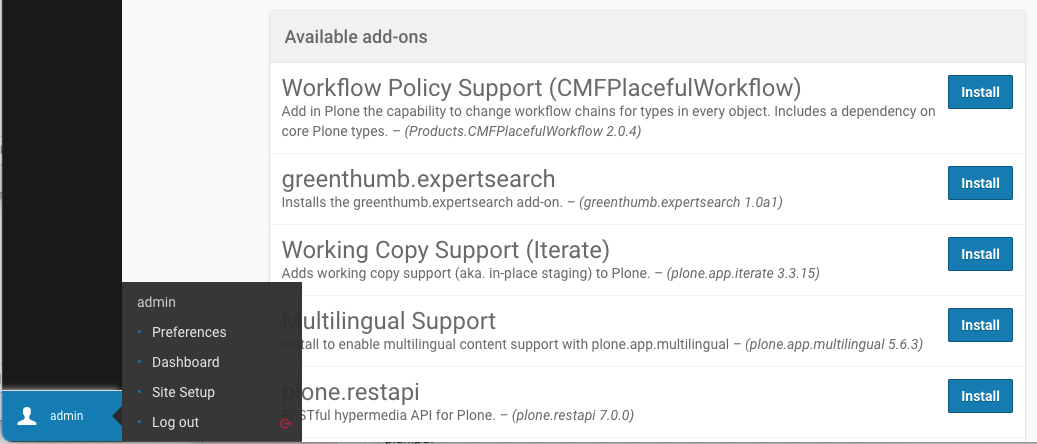 Available add-ons
Workflow Policy Support (CMFPlacefulWorkflow)
Install
Add in Plone the capability to change workflow chains for types in every object. Includes a dependency on
core Plone types. – (Products.CMFPlacefulWorkflow 2.0.4)
greenthumb.expertsearch
Install
Installs the greenthumb.expertsearch add-on. – (greenthumb.expertsearch 1.0a1)
Working Copy Support (Iterate)
Install
Adds working copy support (aka. in-place staging) to Plone. – (plone.app.iterate 3.3.15)
Multilingual Support
Install
Install to enable multilingual content support with plone.app.multilingual – (plone.app.multilingual 5.6.3)
plone.restapi
Install
RESTful hypermedia API for Plone. – (plone.restapi 7.0.0)
admin
Preferences
Dashboard
Site Setup
Log out
admin